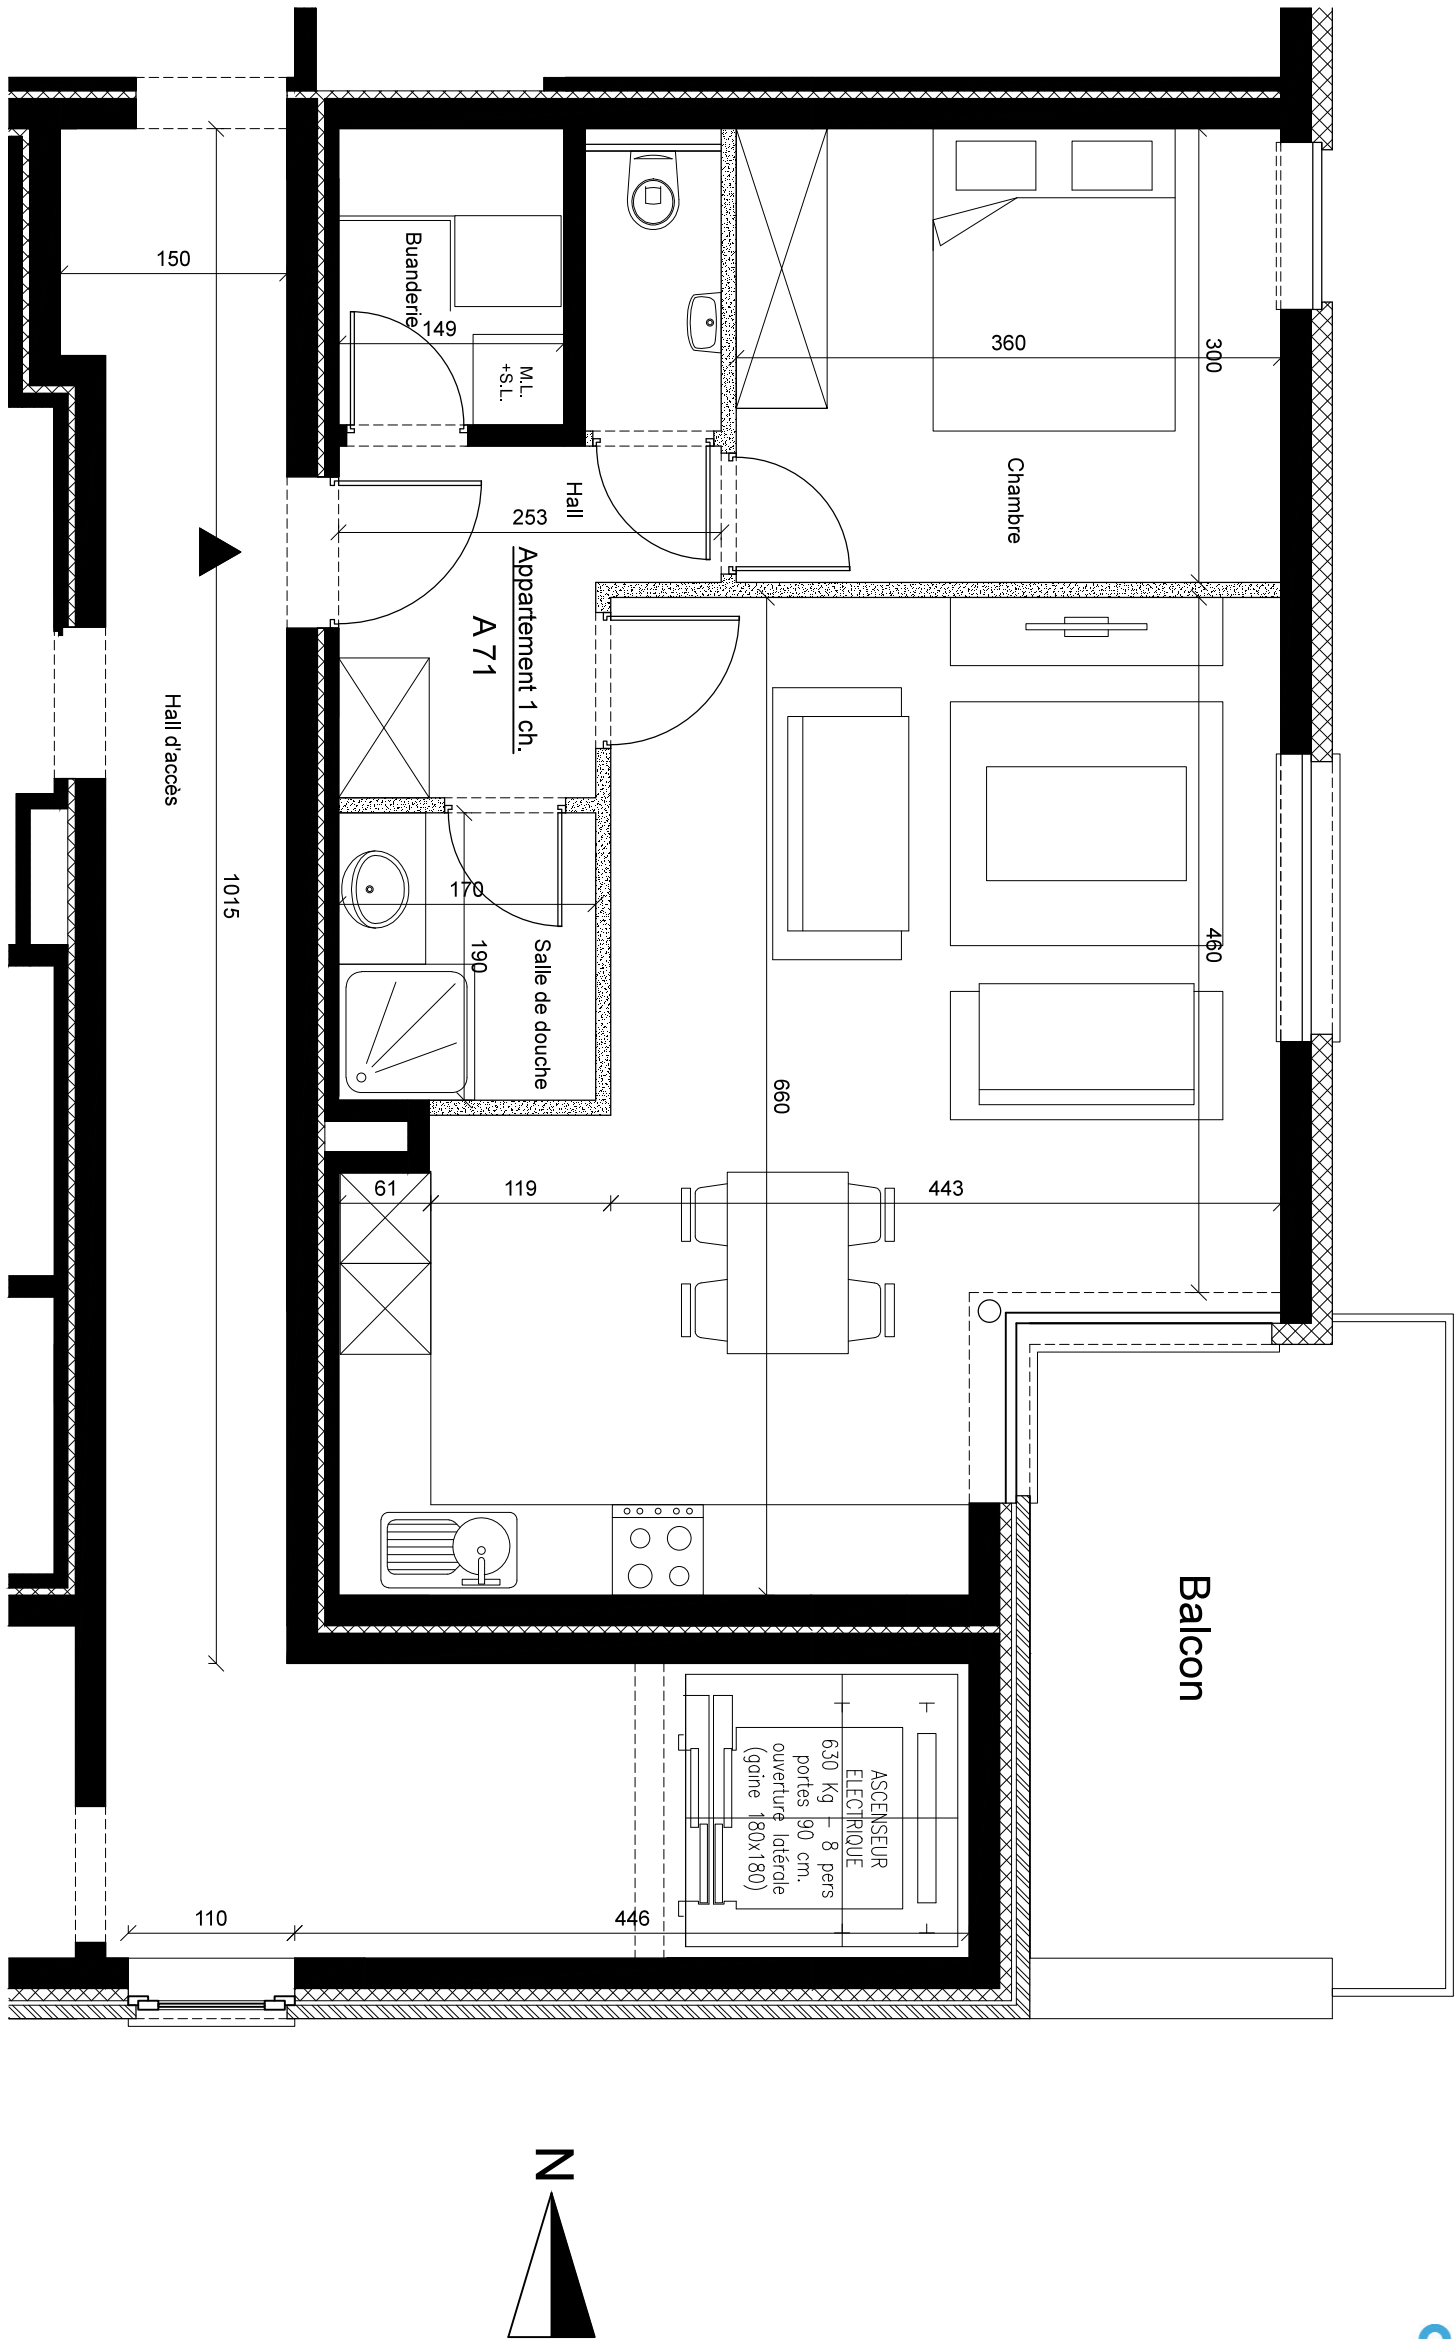 150
Buanderie
149
M.L.
+S.L.
360
300
Chambre
Hall
253
Appartement 1 ch.
A 71
Hall d'accès
1015
170
190
Salle de douche
460
660
61
119
443
Balcon
ASCENSEUR
ELECTRIQUE
630 Kg - 8 pers
portes 90 cm.
ouverture latérale
(gaine 180x180)
110
446
N